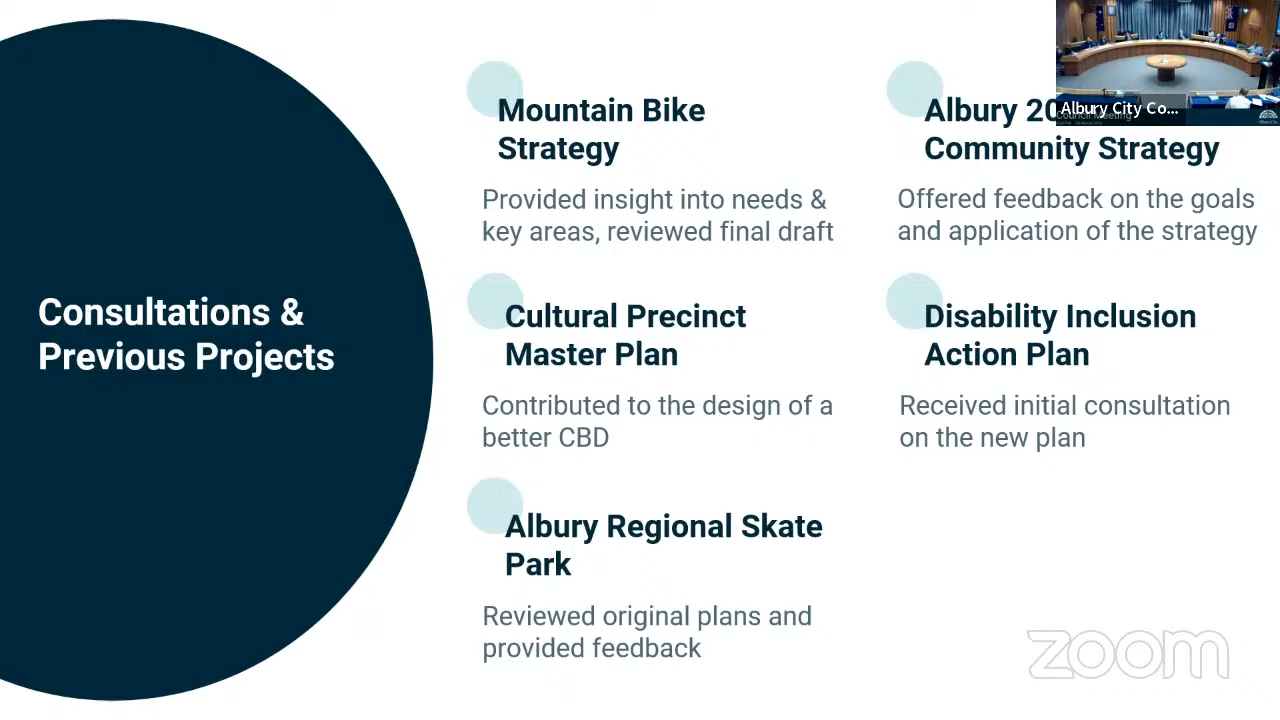 Consultations &
Previous Projects
Mountain Bike
Strategy
Provided insight into needs &
key areas, reviewed final draft
Cultural Precinct
Master Plan
Contributed to the design of a
better CBD
Albury Regional Skate
Park
Reviewed original plans and
provided feedback
Albury 20
Community Strategy
Offered feedback on the goals
and application of the strategy
Disability Inclusion
Action Plan
Received initial consultation
on the new plan
Albury City Co...
Council Meeting
zoom